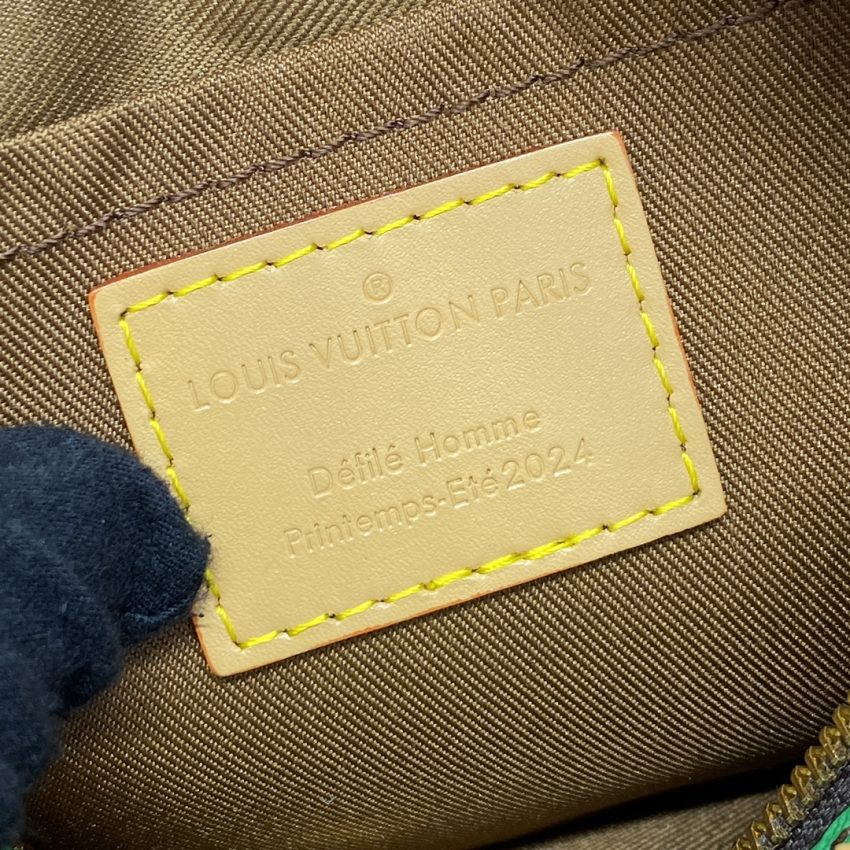 ®
LOUIS VUITTON PARIS
Défilé Homme
Printemps-Eté 2024